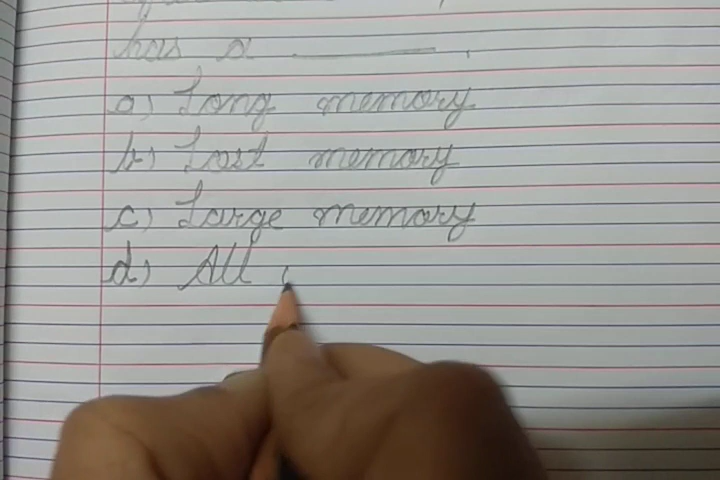 has a ______.
a) Long memory
b) Lost memory
c) Large memory
d) All